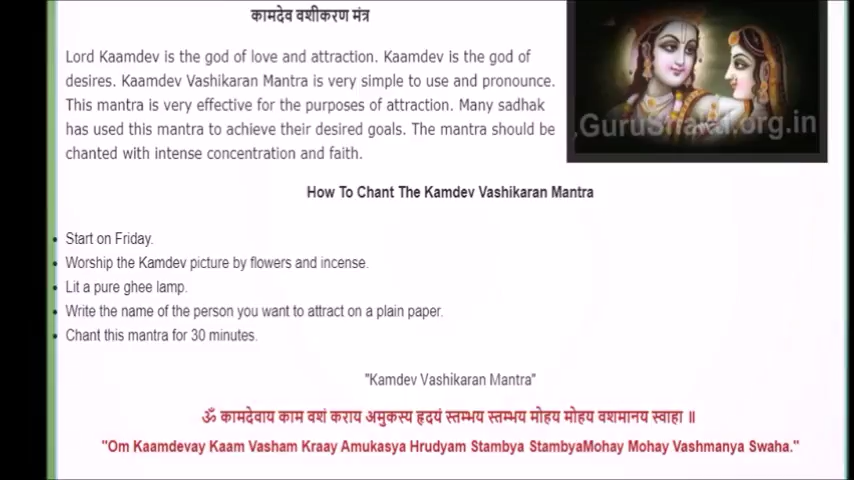 कामदेव वशीकरण मंत्र
Lord Kaamdev is the god of love and attraction. Kaamdev is the god of
desires. Kaamdev Vashikaran Mantra is very simple to use and pronounce.
This mantra is very effective for the purposes of attraction. Many sadhak
has used this mantra to achieve their desired goals. The mantra should be
chanted with intense concentration and faith.
GuruShakti.org.in
How To Chant The Kamdev Vashikaran Mantra
Start on Friday.
Worship the Kamdev picture by flowers and incense.
Lit a pure ghee lamp.
Write the name of the person you want to attract on a plain paper.
Chant this mantra for 30 minutes.
"Kamdev Vashikaran Mantra"
ॐ कामदेवाय काम वशं कराय अमुकस्य हृदयं स्तम्भय स्तम्भय मोहय मोहय वशमानय स्वाहा ॥
"Om Kaamdevay Kaam Vasham Kraay Amukasya Hrudyam Stambya StambyaMohay Mohay Vashmanya Swaha."